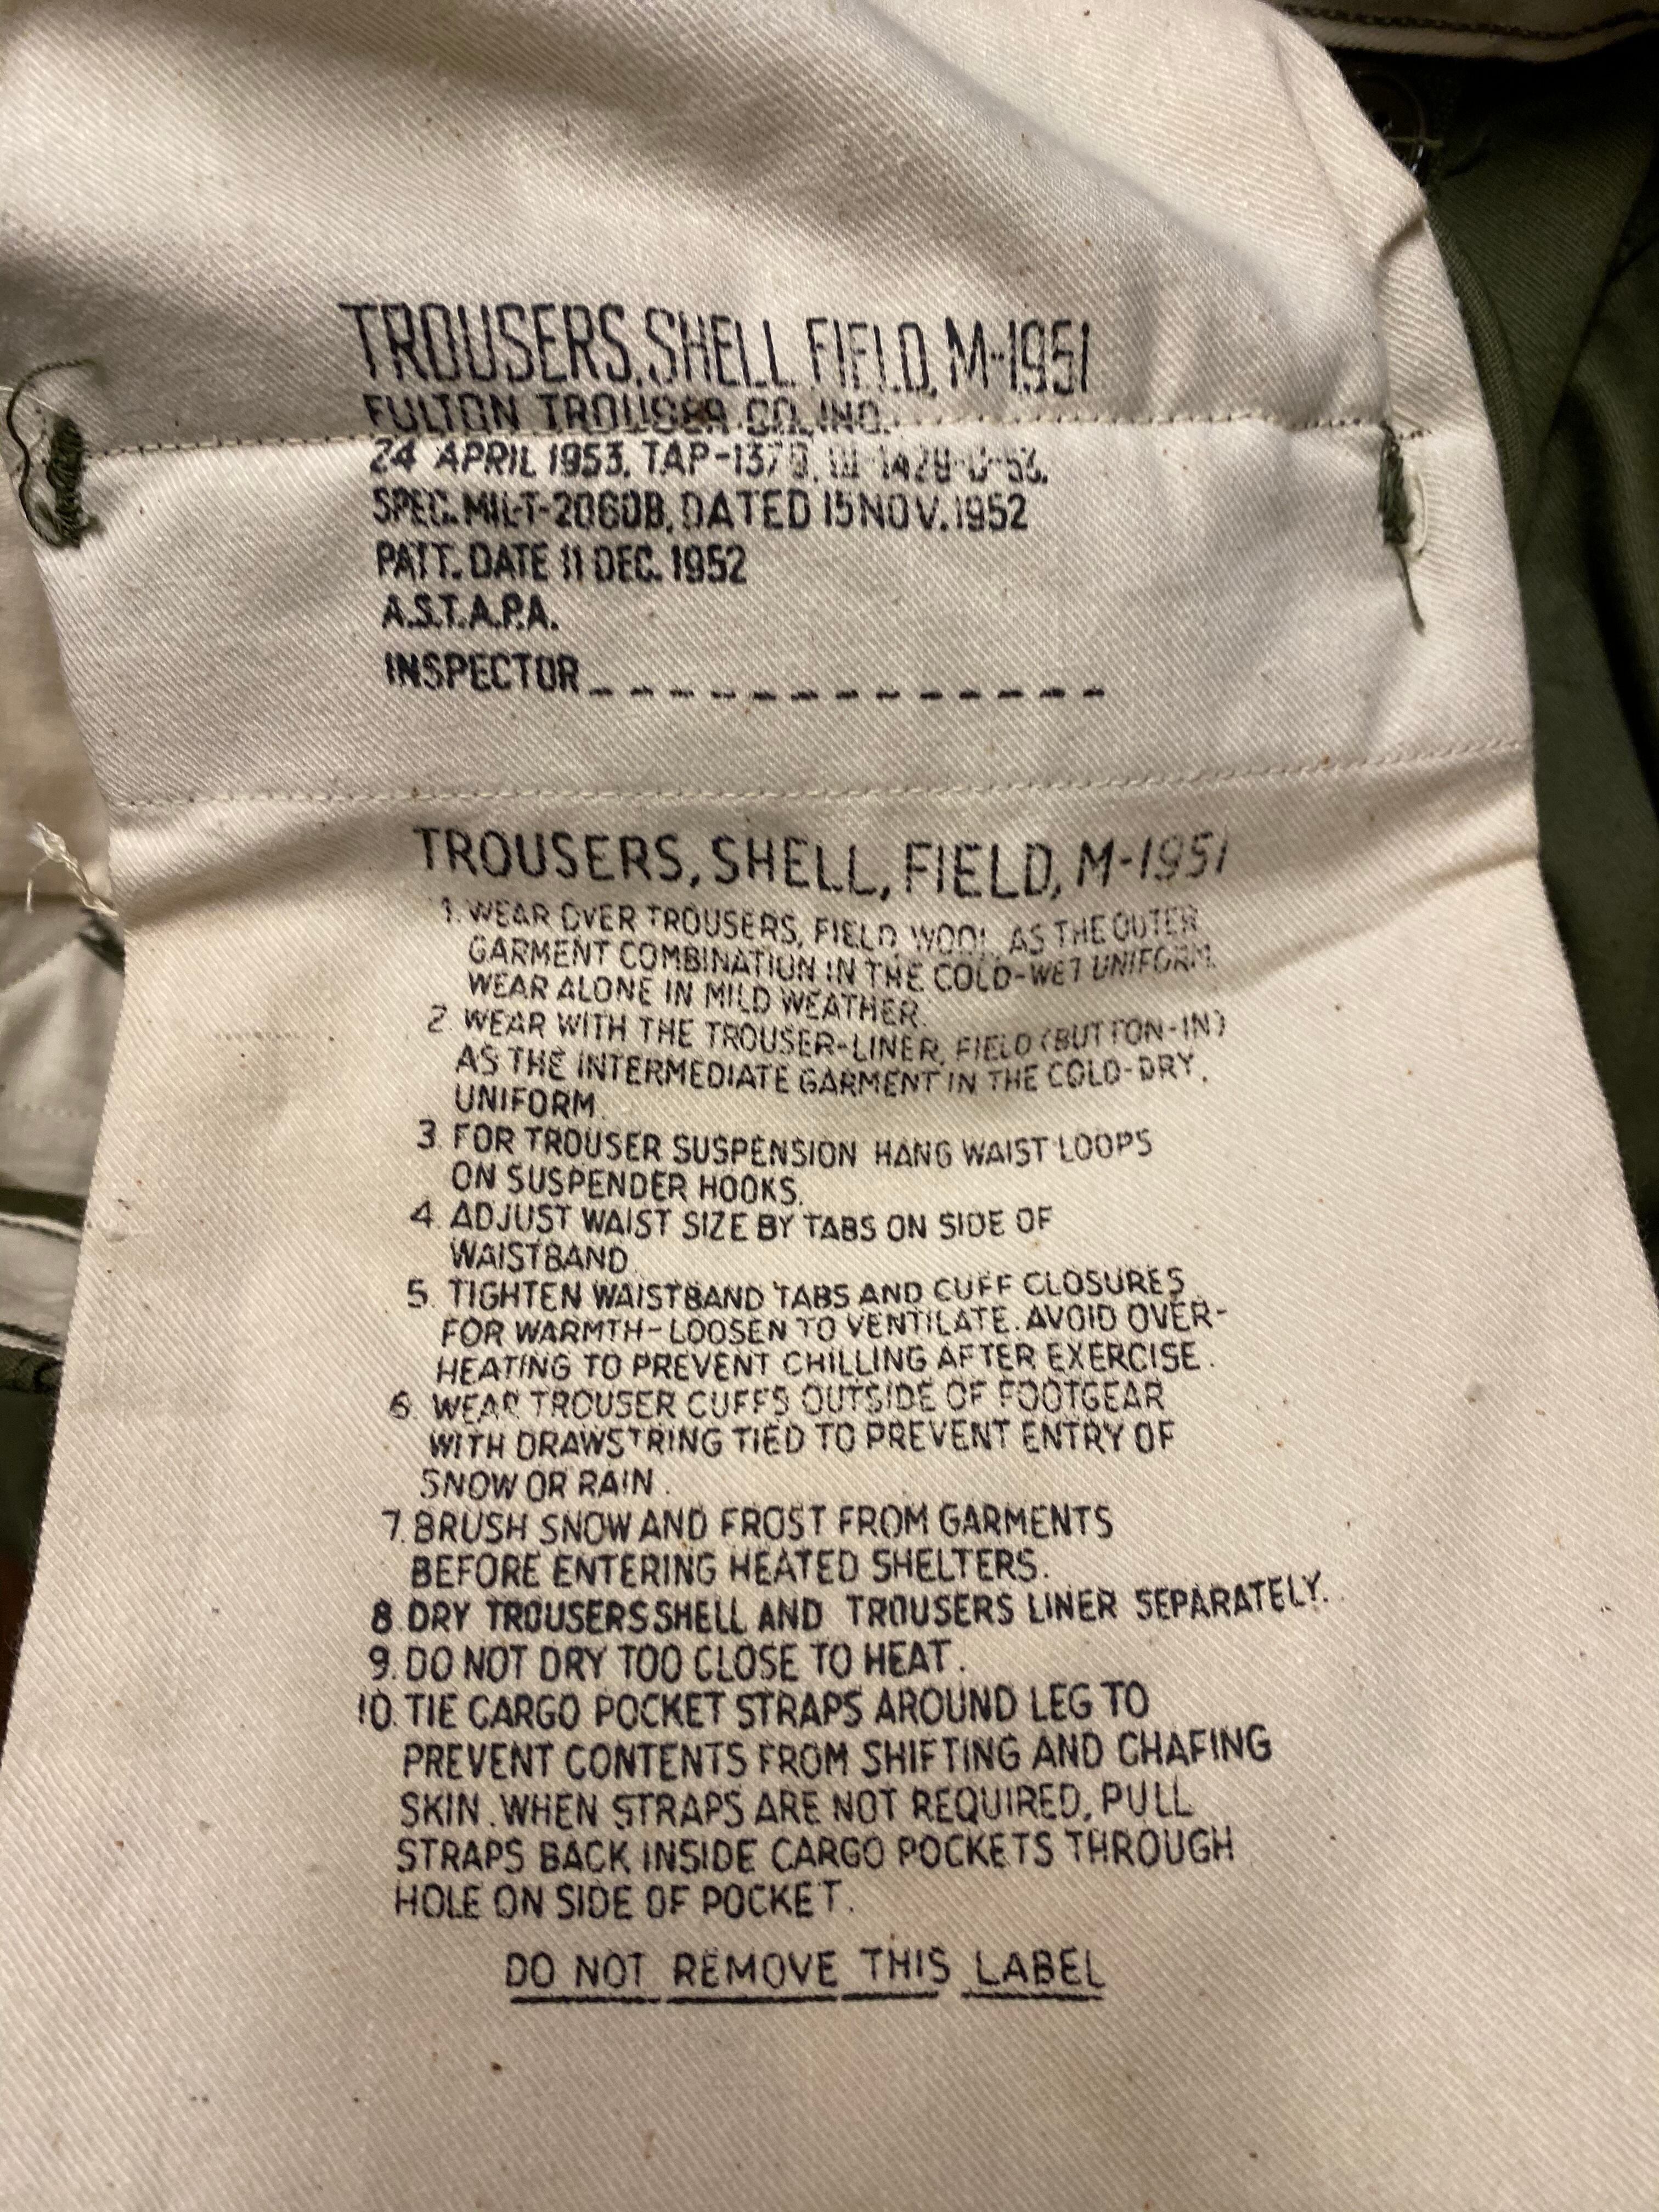 TROUSERS, SHELL, FIELD, M-1951
FULTON TROUSER CO. INC.
24 APRIL 1953. TAP-1379.
SPEC. MIL-T-2060B, DATED 15 NOV. 1952
PATT. DATE 11 DEC. 1952
A.S.T.A.P.A.
INSPECTOR_ _ _ _ _ _ _ _ _ _ _ _ _
TROUSERS, SHELL, FIELD, M-1951
1. WEAR OVER TROUSERS, FIELD WOOL AS THE OUTER
GARMENT COMBINATION IN THE COLD-WET UNIFORM.
WEAR ALONE IN MILD WEATHER.
2. WEAR WITH THE TROUSER-LINER, FIELD (BUTTON-IN)
AS THE INTERMEDIATE GARMENT IN THE COLD-DRY.
UNIFORM.
3. FOR TROUSER SUSPENSION HANG WAIST LOOPS
ON SUSPENDER HOOKS.
4. ADJUST WAIST SIZE BY TABS ON SIDE OF
WAISTBAND
5. TIGHTEN WAISTBAND TABS AND CUFF CLOSURES
FOR WARMTH-LOOSEN TO VENTILATE. AVOID OVER-
HEATING TO PREVENT CHILLING AFTER EXERCISE.
6. WEAR TROUSER CUFFS OUTSIDE OF FOOTGEAR
WITH DRAWSTRING TIED TO PREVENT ENTRY OF
SNOW OR RAIN.
7. BRUSH SNOW AND FROST FROM GARMENTS
BEFORE ENTERING HEATED SHELTERS.
8. DRY TROUSERS SHELL AND TROUSERS LINER SEPARATELY.
9. DO NOT DRY TOO CLOSE TO HEAT.
10. TIE CARGO POCKET STRAPS AROUND LEG TO
PREVENT CONTENTS FROM SHIFTING AND CHAFING
SKIN. WHEN STRAPS ARE NOT REQUIRED, PULL
STRAPS BACK INSIDE CARGO POCKETS THROUGH
HOLE ON SIDE OF POCKET.
DO NOT REMOVE THIS LABEL